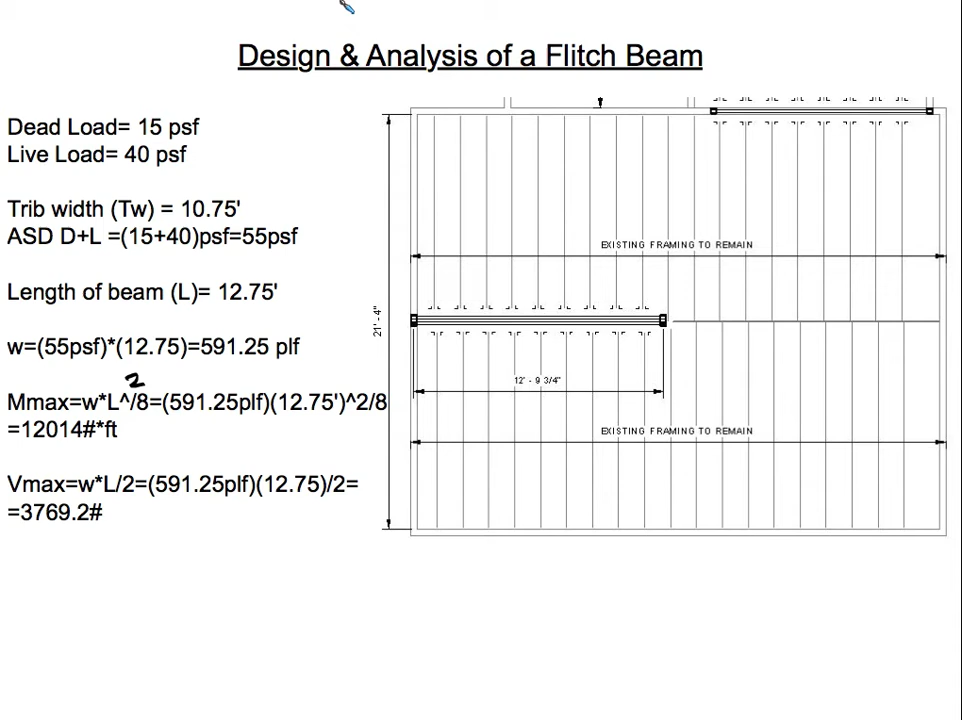 Design & Analysis of a Flitch Beam
Dead Load= 15 psf
Live Load= 40 psf
Trib width (Tw) = 10.75'
ASD D+L =(15+40)psf=55psf
Length of beam (L)= 12.75'
w=(55psf)*(12.75)=591.25 plf
2
Mmax=w*L^/8=(591.25plf)(12.75')^2/8
=12014#*ft
Vmax=w*L/2=(591.25plf)(12.75)/2=
=3769.2#
EXISTING FRAMING TO REMAIN
21' - 4"
12' - 9 3/4"
EXISTING FRAMING TO REMAIN